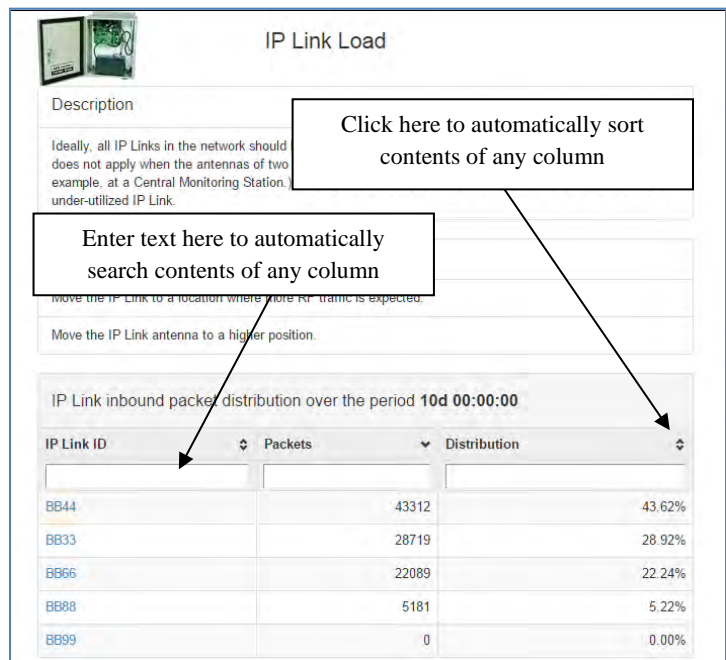 IP Link Load
Description
Ideally, all IP Links in the network should
does not apply when the antennas of two
example, at a Central Monitoring Station.)
under-utilized IP Link.
Click here to automatically sort
contents of any column
Enter text here to automatically
search contents of any column
Move the IP Link to a location where more RF traffic is expected.
Move the IP Link antenna to a higher position.
IP Link inbound packet distribution over the period 10d 00:00:00
IP Link ID Packets Distribution
BB44 43312 43.62%
BB33 28719 28.92%
BB66 22089 22.24%
BB88 5181 5.22%
BB99 0 0.00%